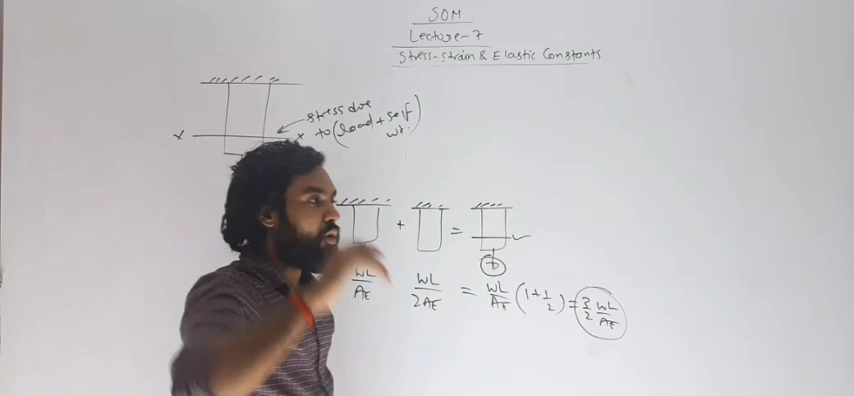 SOM
Lecture-7
Stress-strain & Elastic Constants
stress due
to (load + self
wt.)
x x
+ =
WL/AE WL/2AE = WL/AE (1+1/2) = 3/2 WL/AE